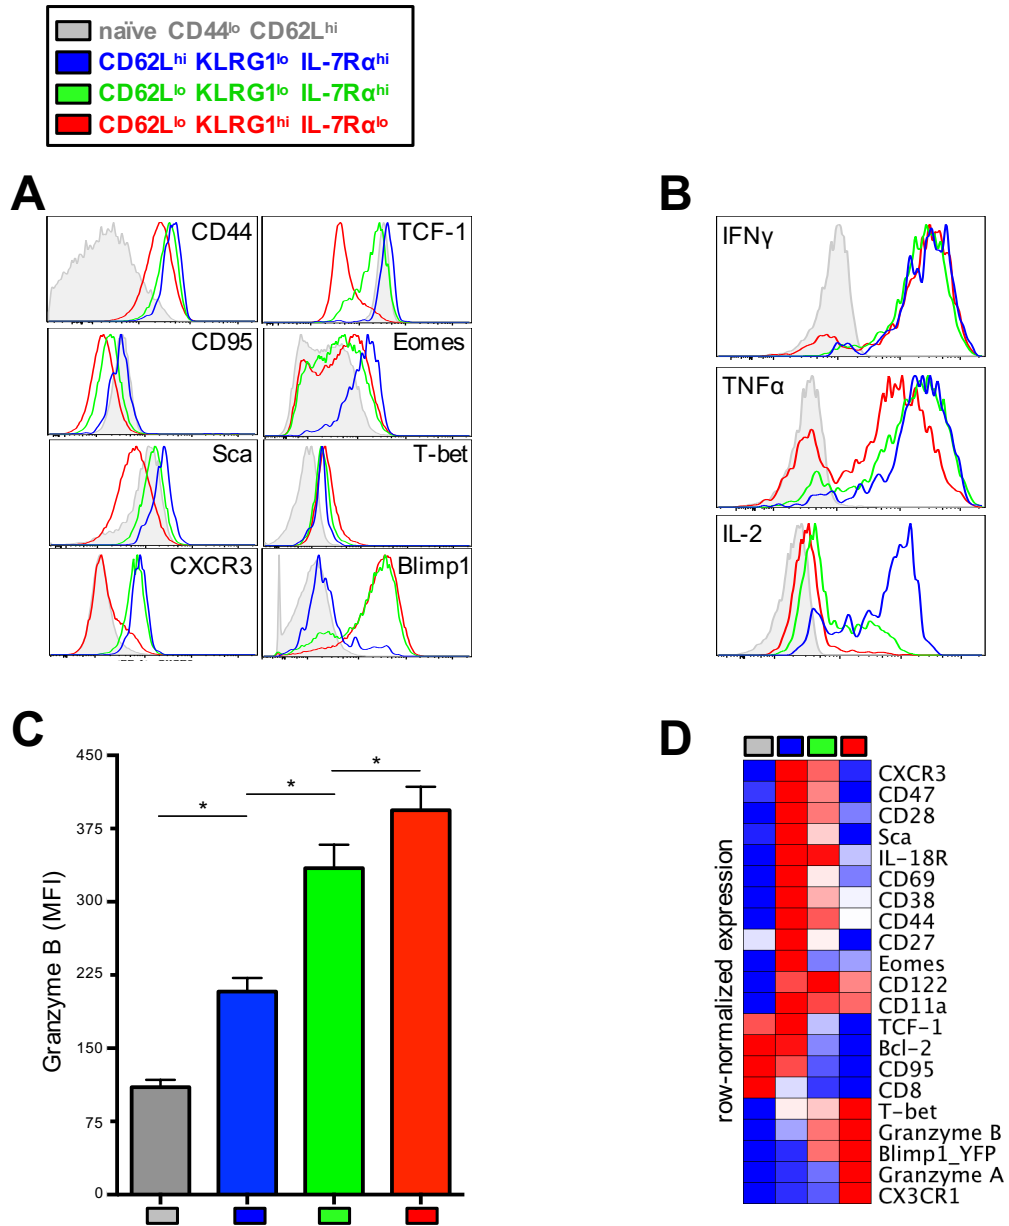 naïve CD44lo CD62Lhi
CD62Lhi KLRG1lo IL-7Rαhi
CD62Llo KLRG1lo IL-7Rαhi
CD62Llo KLRG1hi IL-7Rαlo
A
B
CD44
TCF-1
IFNγ
CD95
Eomes
TNFα
Sca
T-bet
IL-2
CXCR3
Blimp1
C
D
450
375
300
225
150
75
0
Granzyme B (MFI)
*
*
*
row-normalized expression
CXCR3
CD47
CD28
Sca
IL-18R
CD69
CD38
CD44
CD27
Eomes
CD122
CD11a
TCF-1
Bcl-2
CD95
CD8
T-bet
Granzyme B
Blimp1_YFP
Granzyme A
CX3CR1